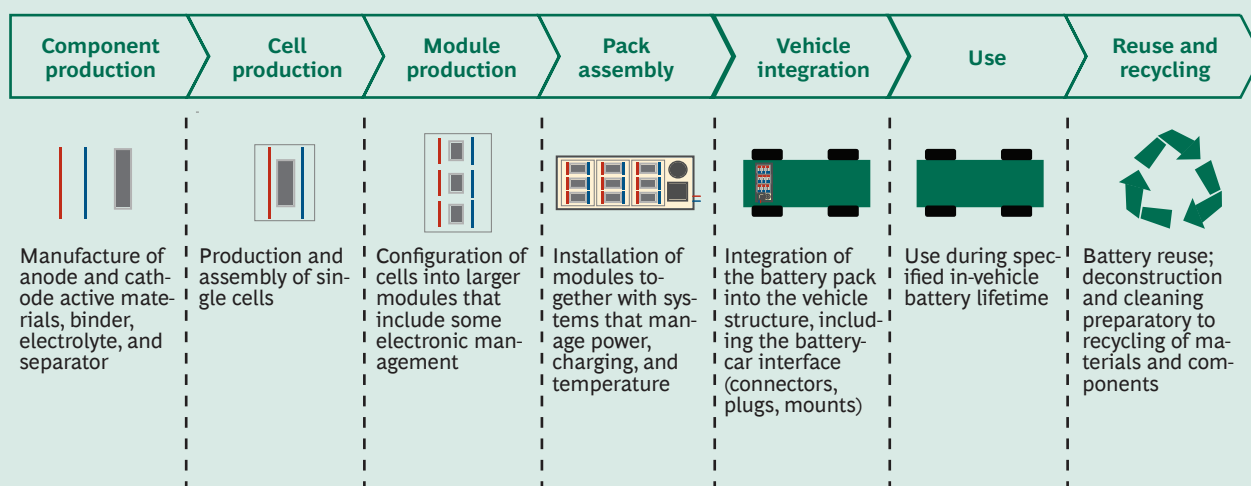 Component
production
Cell
production
Module
production
Pack
assembly
Vehicle
integration
Use
Reuse and
recycling
Manufacture of
anode and cath-
ode active mate-
rials, binder,
electrolyte, and
separator
Production and
assembly of sin-
gle cells
Configuration of
cells into larger
modules that
include some
electronic man-
agement
Installation of
modules to-
gether with sys-
tems that man-
age power,
charging, and
temperature
Integration of
the battery pack
into the vehicle
structure, includ-
ing the battery-
car interface
(connectors,
plugs, mounts)
Use during spec-
ified in-vehicle
battery lifetime
Battery reuse;
deconstruction
and cleaning
preparatory to
recycling of ma-
terials and com-
ponents